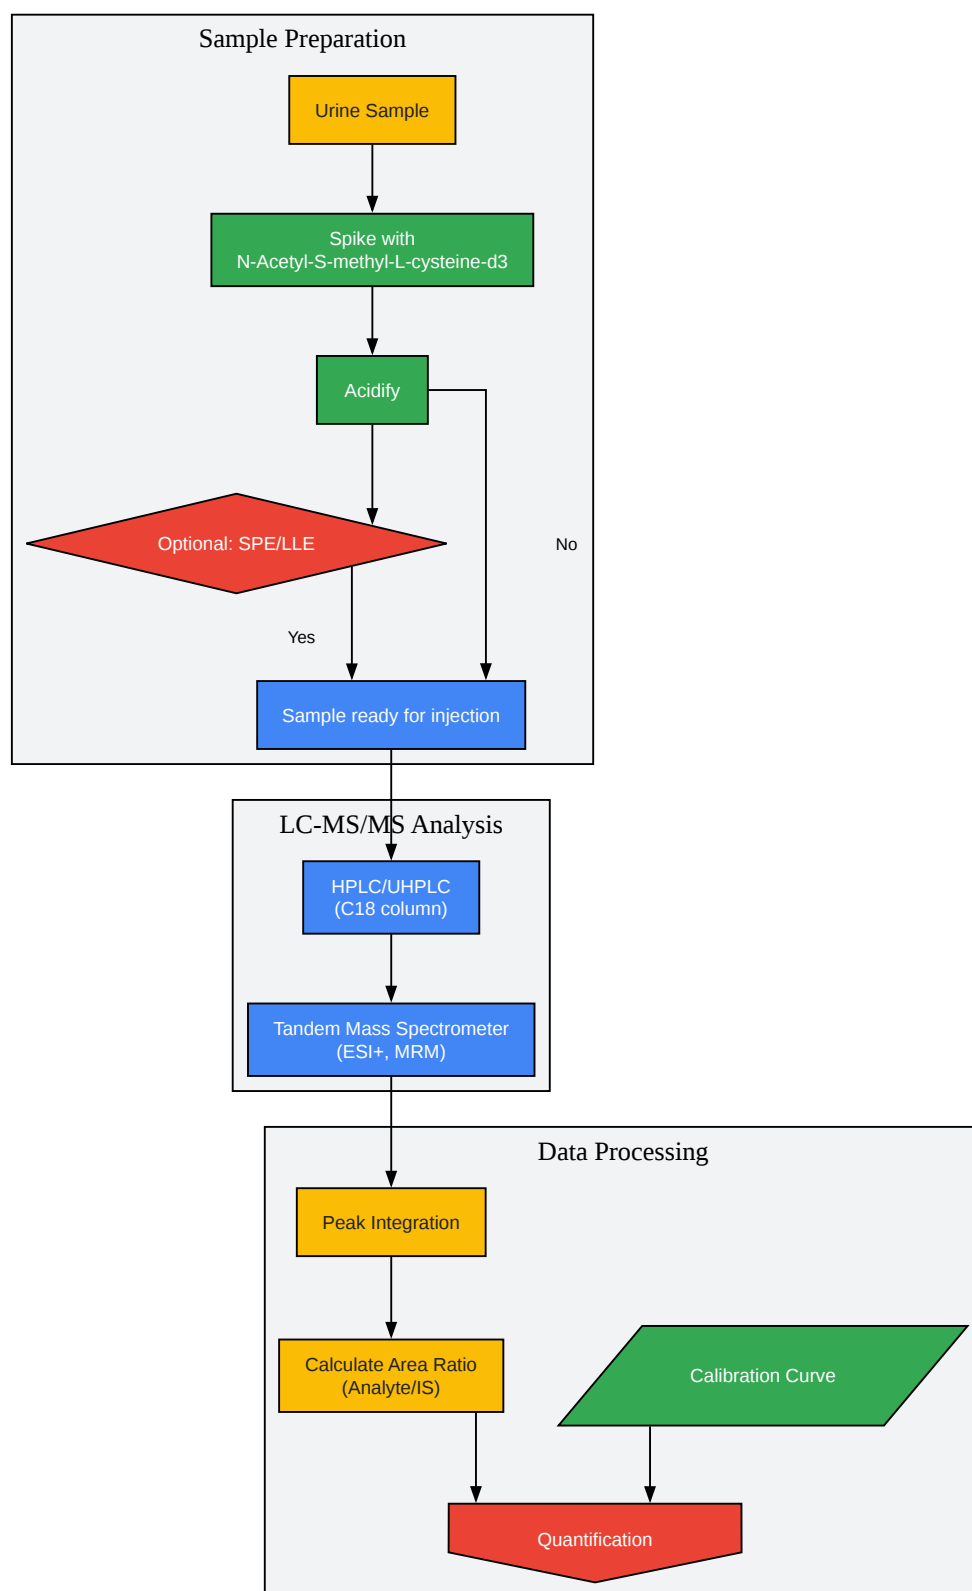 Sample Preparation
Urine Sample
Spike with
N-Acetyl-S-methyl-L-cysteine-d3
Acidify
Optional: SPE/LLE
No
Yes
Sample ready for injection
LC-MS/MS Analysis
HPLC/UHPLC
(C18 column)
Tandem Mass Spectrometer
(ESI+, MRM)
Data Processing
Peak Integration
Calculate Area Ratio
(Analyte/IS)
Calibration Curve
Quantification